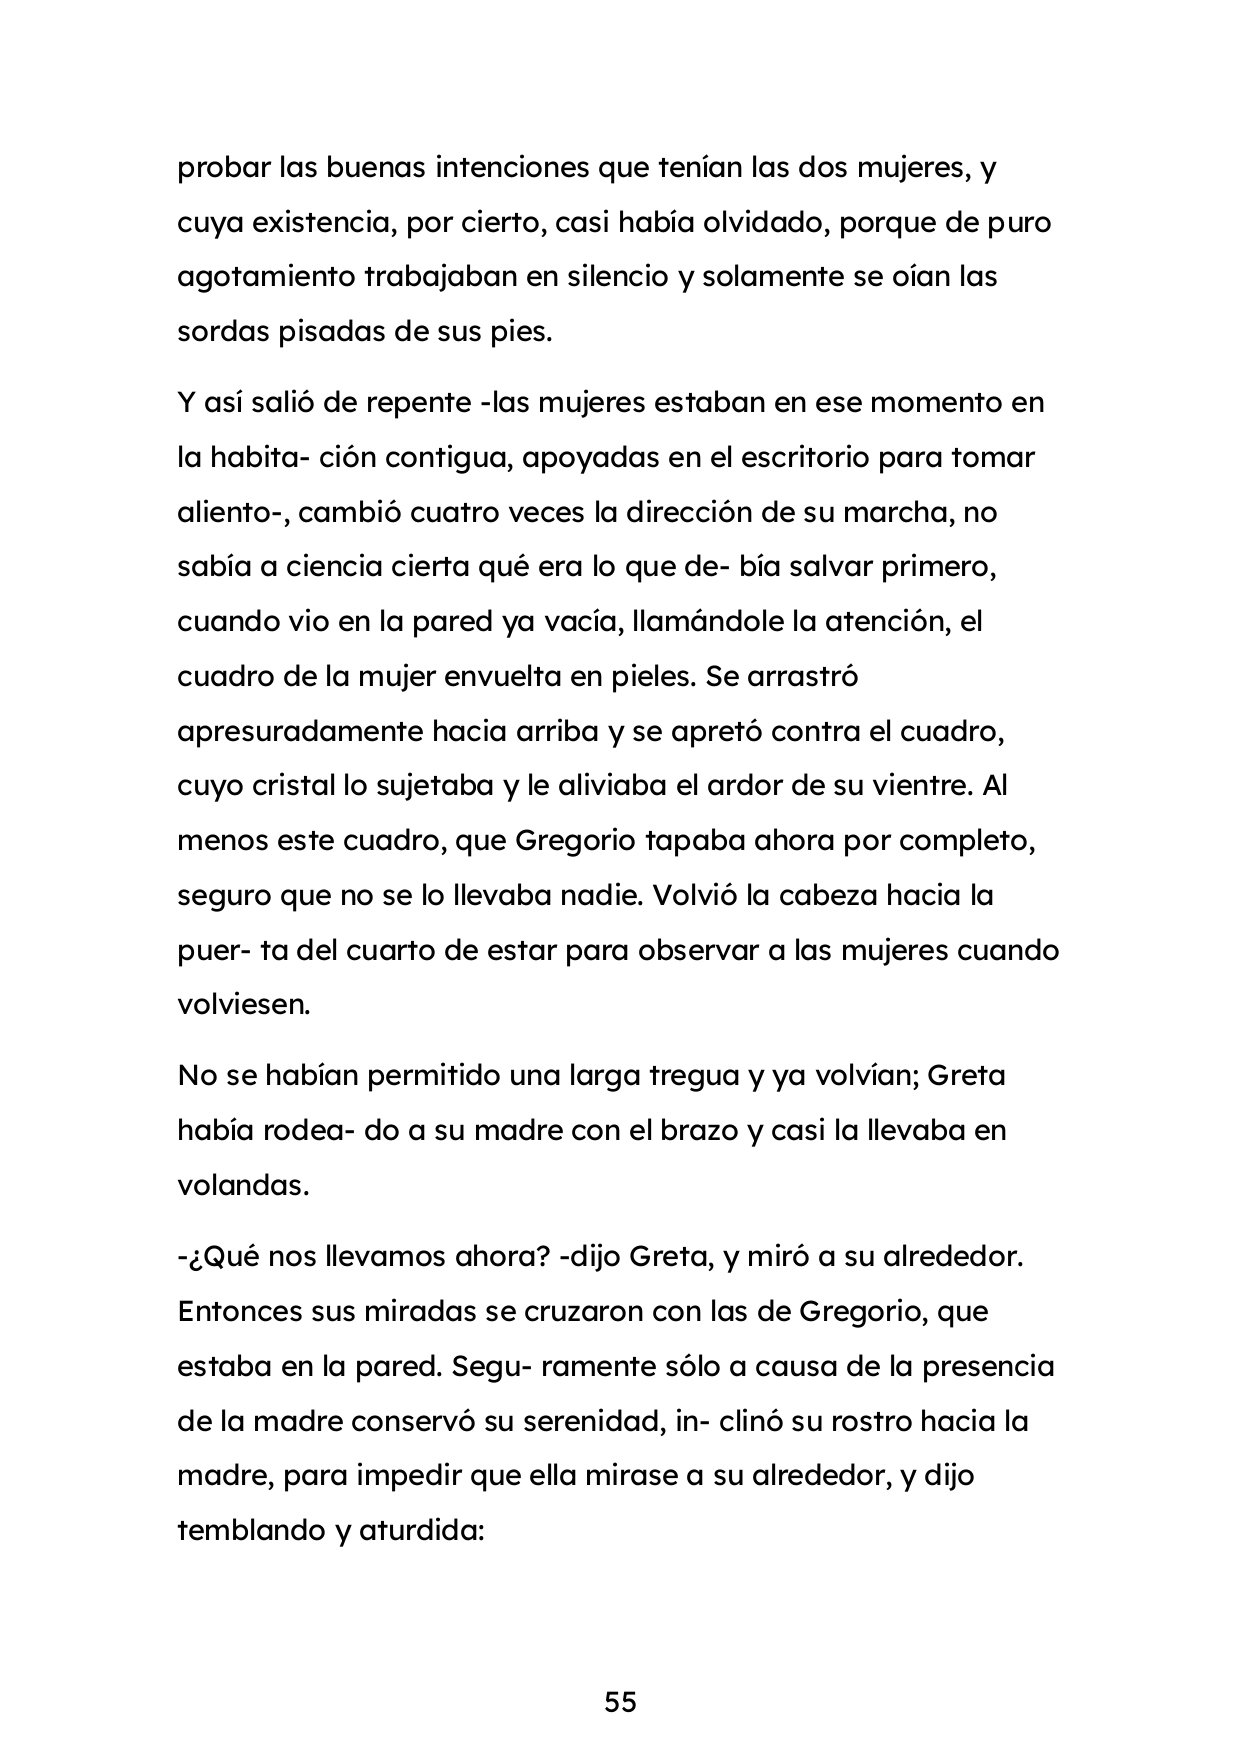 probar las buenas intenciones que tenían las dos mujeres, y
cuya existencia, por cierto, casi había olvidado, porque de puro
agotamiento trabajaban en silencio y solamente se oían las
sordas pisadas de sus pies.
Y así salió de repente -las mujeres estaban en ese momento en
la habita- ción contigua, apoyadas en el escritorio para tomar
aliento-, cambió cuatro veces la dirección de su marcha, no
sabía a ciencia cierta qué era lo que de- bía salvar primero,
cuando vio en la pared ya vacía, llamándole la atención, el
cuadro de la mujer envuelta en pieles. Se arrastró
apresuradamente hacia arriba y se apretó contra el cuadro,
cuyo cristal lo sujetaba y le aliviaba el ardor de su vientre. Al
menos este cuadro, que Gregorio tapaba ahora por completo,
seguro que no se lo llevaba nadie. Volvió la cabeza hacia la
puer- ta del cuarto de estar para observar a las mujeres cuando
volviesen.
No se habían permitido una larga tregua y ya volvían; Greta
había rodea- do a su madre con el brazo y casi la llevaba en
volandas.
-¿Qué nos llevamos ahora? -dijo Greta, y miró a su alrededor.
Entonces sus miradas se cruzaron con las de Gregorio, que
estaba en la pared. Segu- ramente sólo a causa de la presencia
de la madre conservó su serenidad, in- clinó su rostro hacia la
madre, para impedir que ella mirase a su alrededor, y dijo
temblando y aturdida:
55